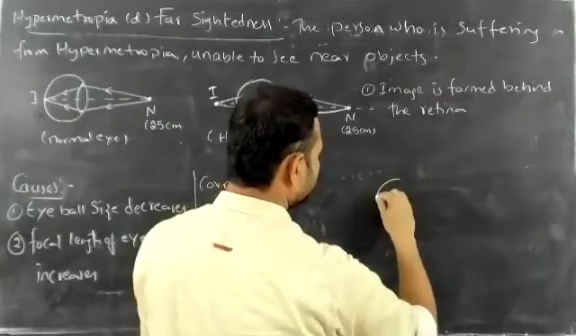 Hypermetropia (d) Far Sightedness: The person who is suffering
from Hypermetropia, unable to see near objects.
① Image is formed behind
the retina
I
N
(25cm
(normal eye)
I
N
(25cm)
(H
Causes:-
① Eye ball Size decreases
② focal length of eye
increases